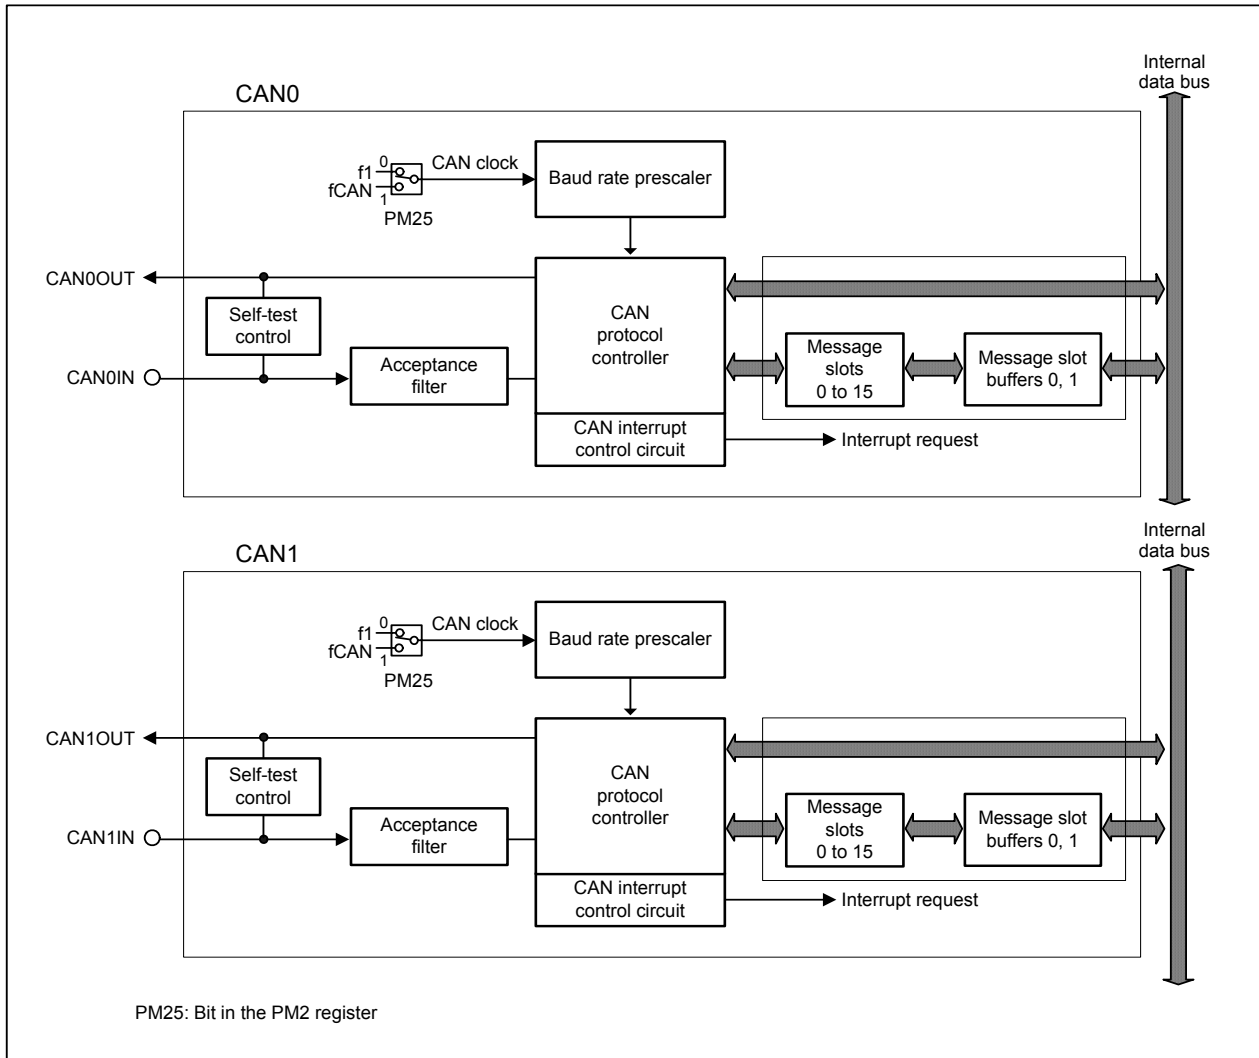 Internal
data bus
CAN0
0
f1
fCAN
1
PM25
CAN clock
Baud rate prescaler
CAN0OUT
Self-test
control
CAN
protocol
controller
CAN0IN
Acceptance
filter
Message
slots
0 to 15
Message slot
buffers 0, 1
CAN interrupt
control circuit
Interrupt request
Internal
data bus
CAN1
0
f1
fCAN
1
PM25
CAN clock
Baud rate prescaler
CAN1OUT
Self-test
control
CAN
protocol
controller
CAN1IN
Acceptance
filter
Message
slots
0 to 15
Message slot
buffers 0, 1
CAN interrupt
control circuit
Interrupt request
PM25: Bit in the PM2 register